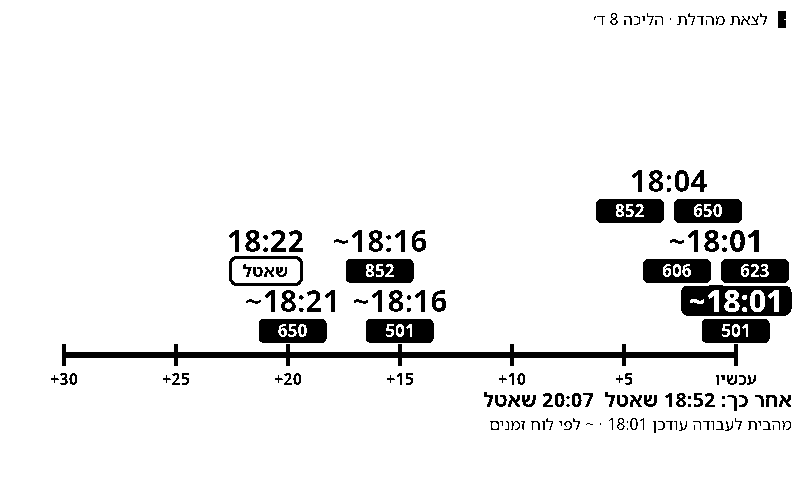 לצאת מהדלת · הליכה 8 ד׳
18:04
650 852
~18:01 ~18:16 18:22
623 606 852 שאטל
~18:01 ~18:16 ~18:21
501 501 650
עכשיו +5 +10 +15 +20 +25 +30
אחר כך: 18:52 שאטל 20:07 שאטל
מהבית לעבודה עודכן 18:01 · ~ לפי לוח זמנים